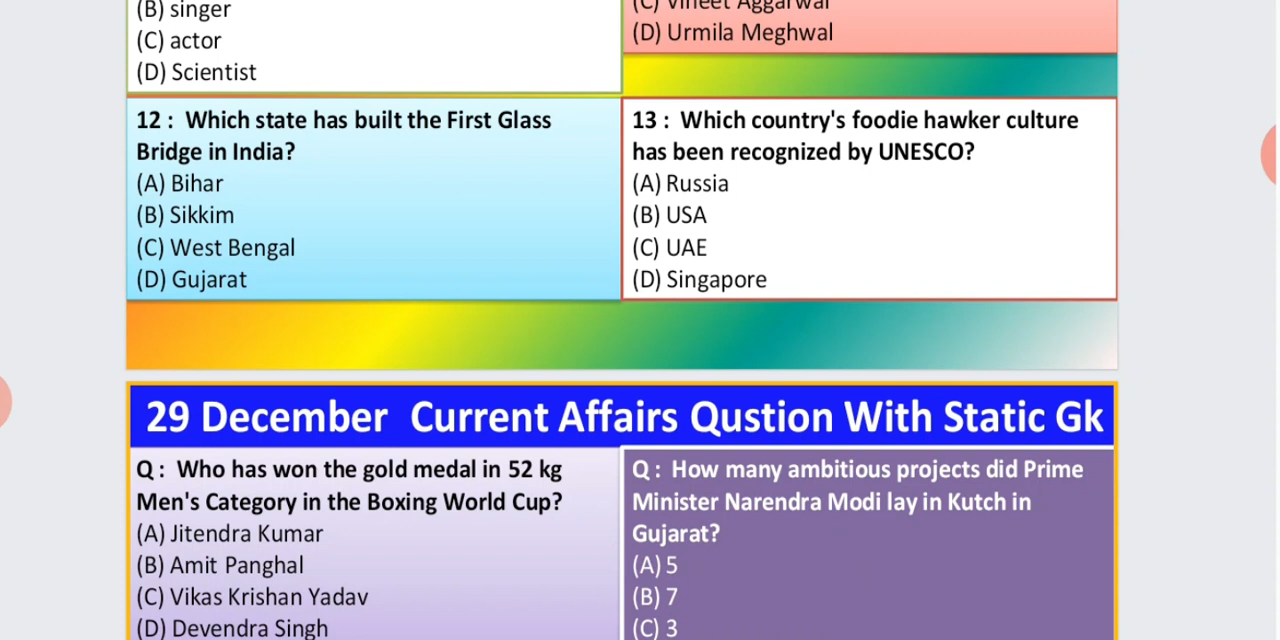 (B) singer
(C) actor
(D) Scientist
(C) Vineet Aggarwal
(D) Urmila Meghwal
12 : Which state has built the First Glass
Bridge in India?
(A) Bihar
(B) Sikkim
(C) West Bengal
(D) Gujarat
13 : Which country's foodie hawker culture
has been recognized by UNESCO?
(A) Russia
(B) USA
(C) UAE
(D) Singapore
29 December Current Affairs Qustion With Static Gk
Q : Who has won the gold medal in 52 kg
Men's Category in the Boxing World Cup?
(A) Jitendra Kumar
(B) Amit Panghal
(C) Vikas Krishan Yadav
(D) Devendra Singh
Q : How many ambitious projects did Prime
Minister Narendra Modi lay in Kutch in
Gujarat?
(A) 5
(B) 7
(C) 3